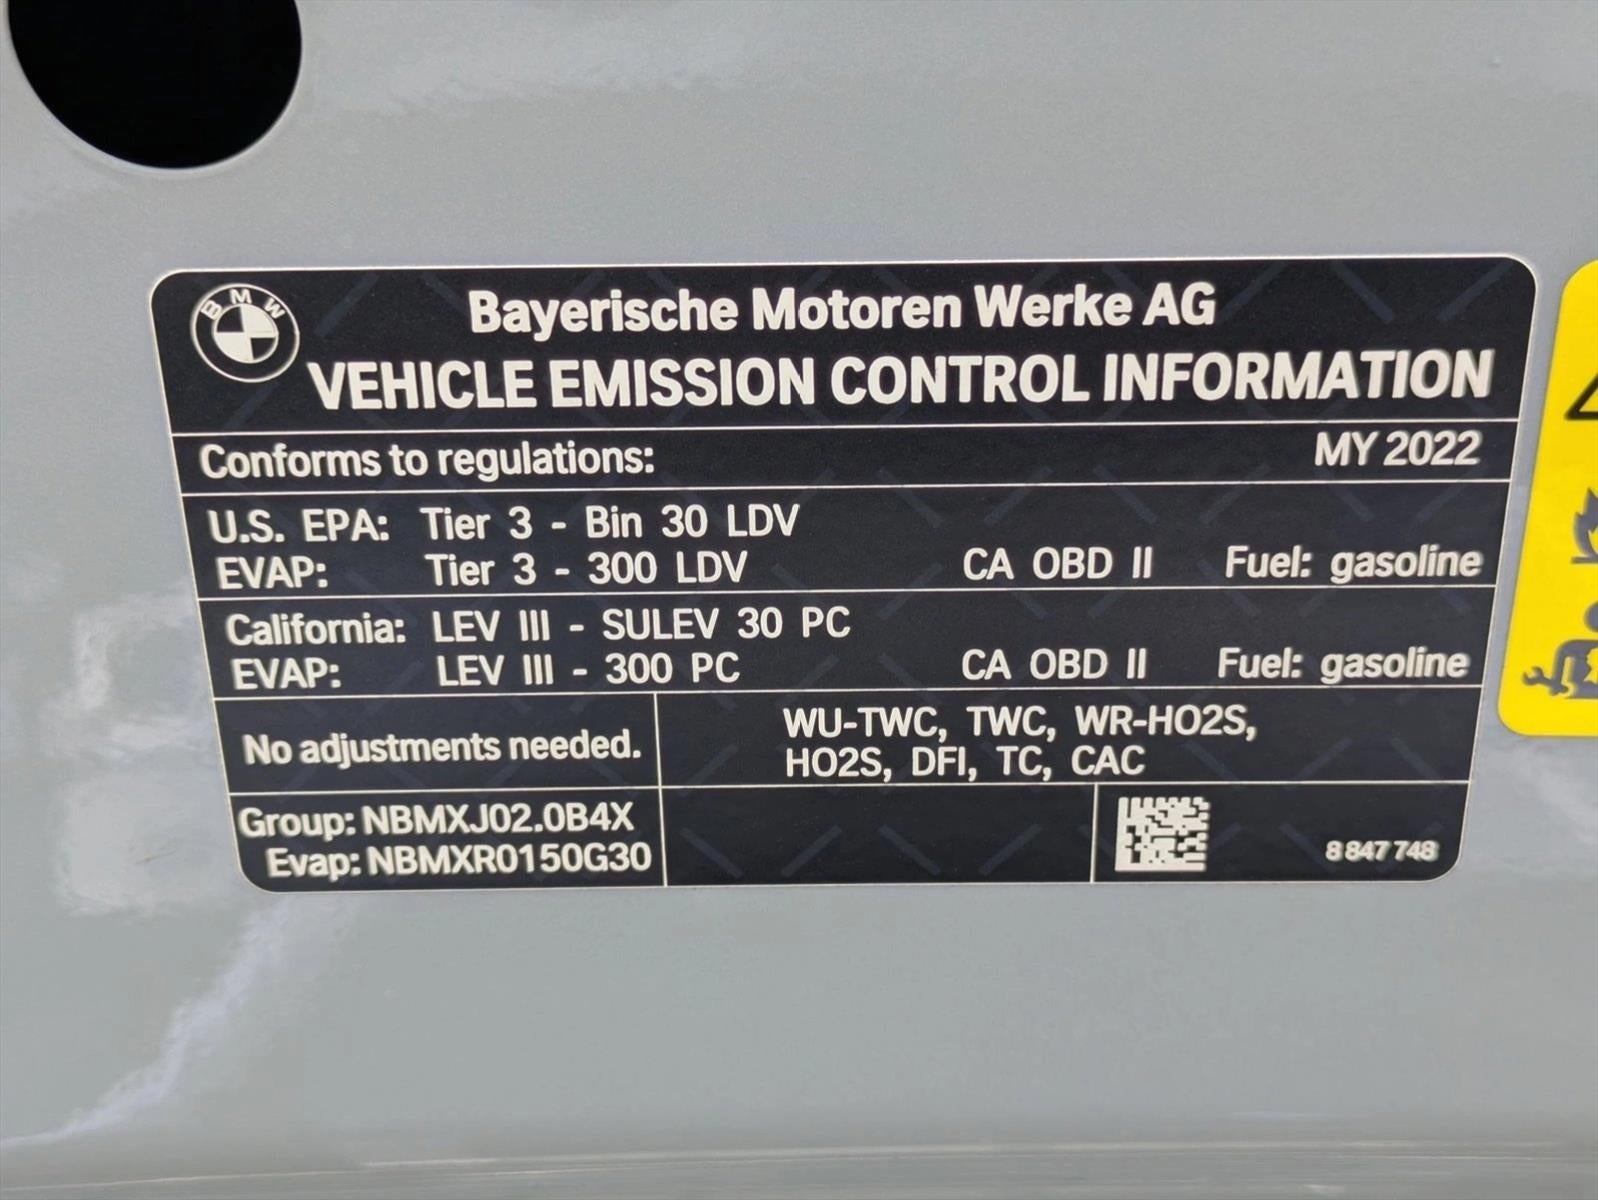 BMW
Bayerische Motoren Werke AG
VEHICLE EMISSION CONTROL INFORMATION
Conforms to regulations: MY 2022
U.S. EPA: Tier 3 - Bin 30 LDV
EVAP: Tier 3 - 300 LDV CA OBD II Fuel: gasoline
California: LEV III - SULEV 30 PC
EVAP: LEV III - 300 PC CA OBD II Fuel: gasoline
No adjustments needed.
WU-TWC, TWC, WR-HO2S,
HO2S, DFI, TC, CAC
Group: NBMXJ02.0B4X
Evap: NBMXR0150G30
8 847 748